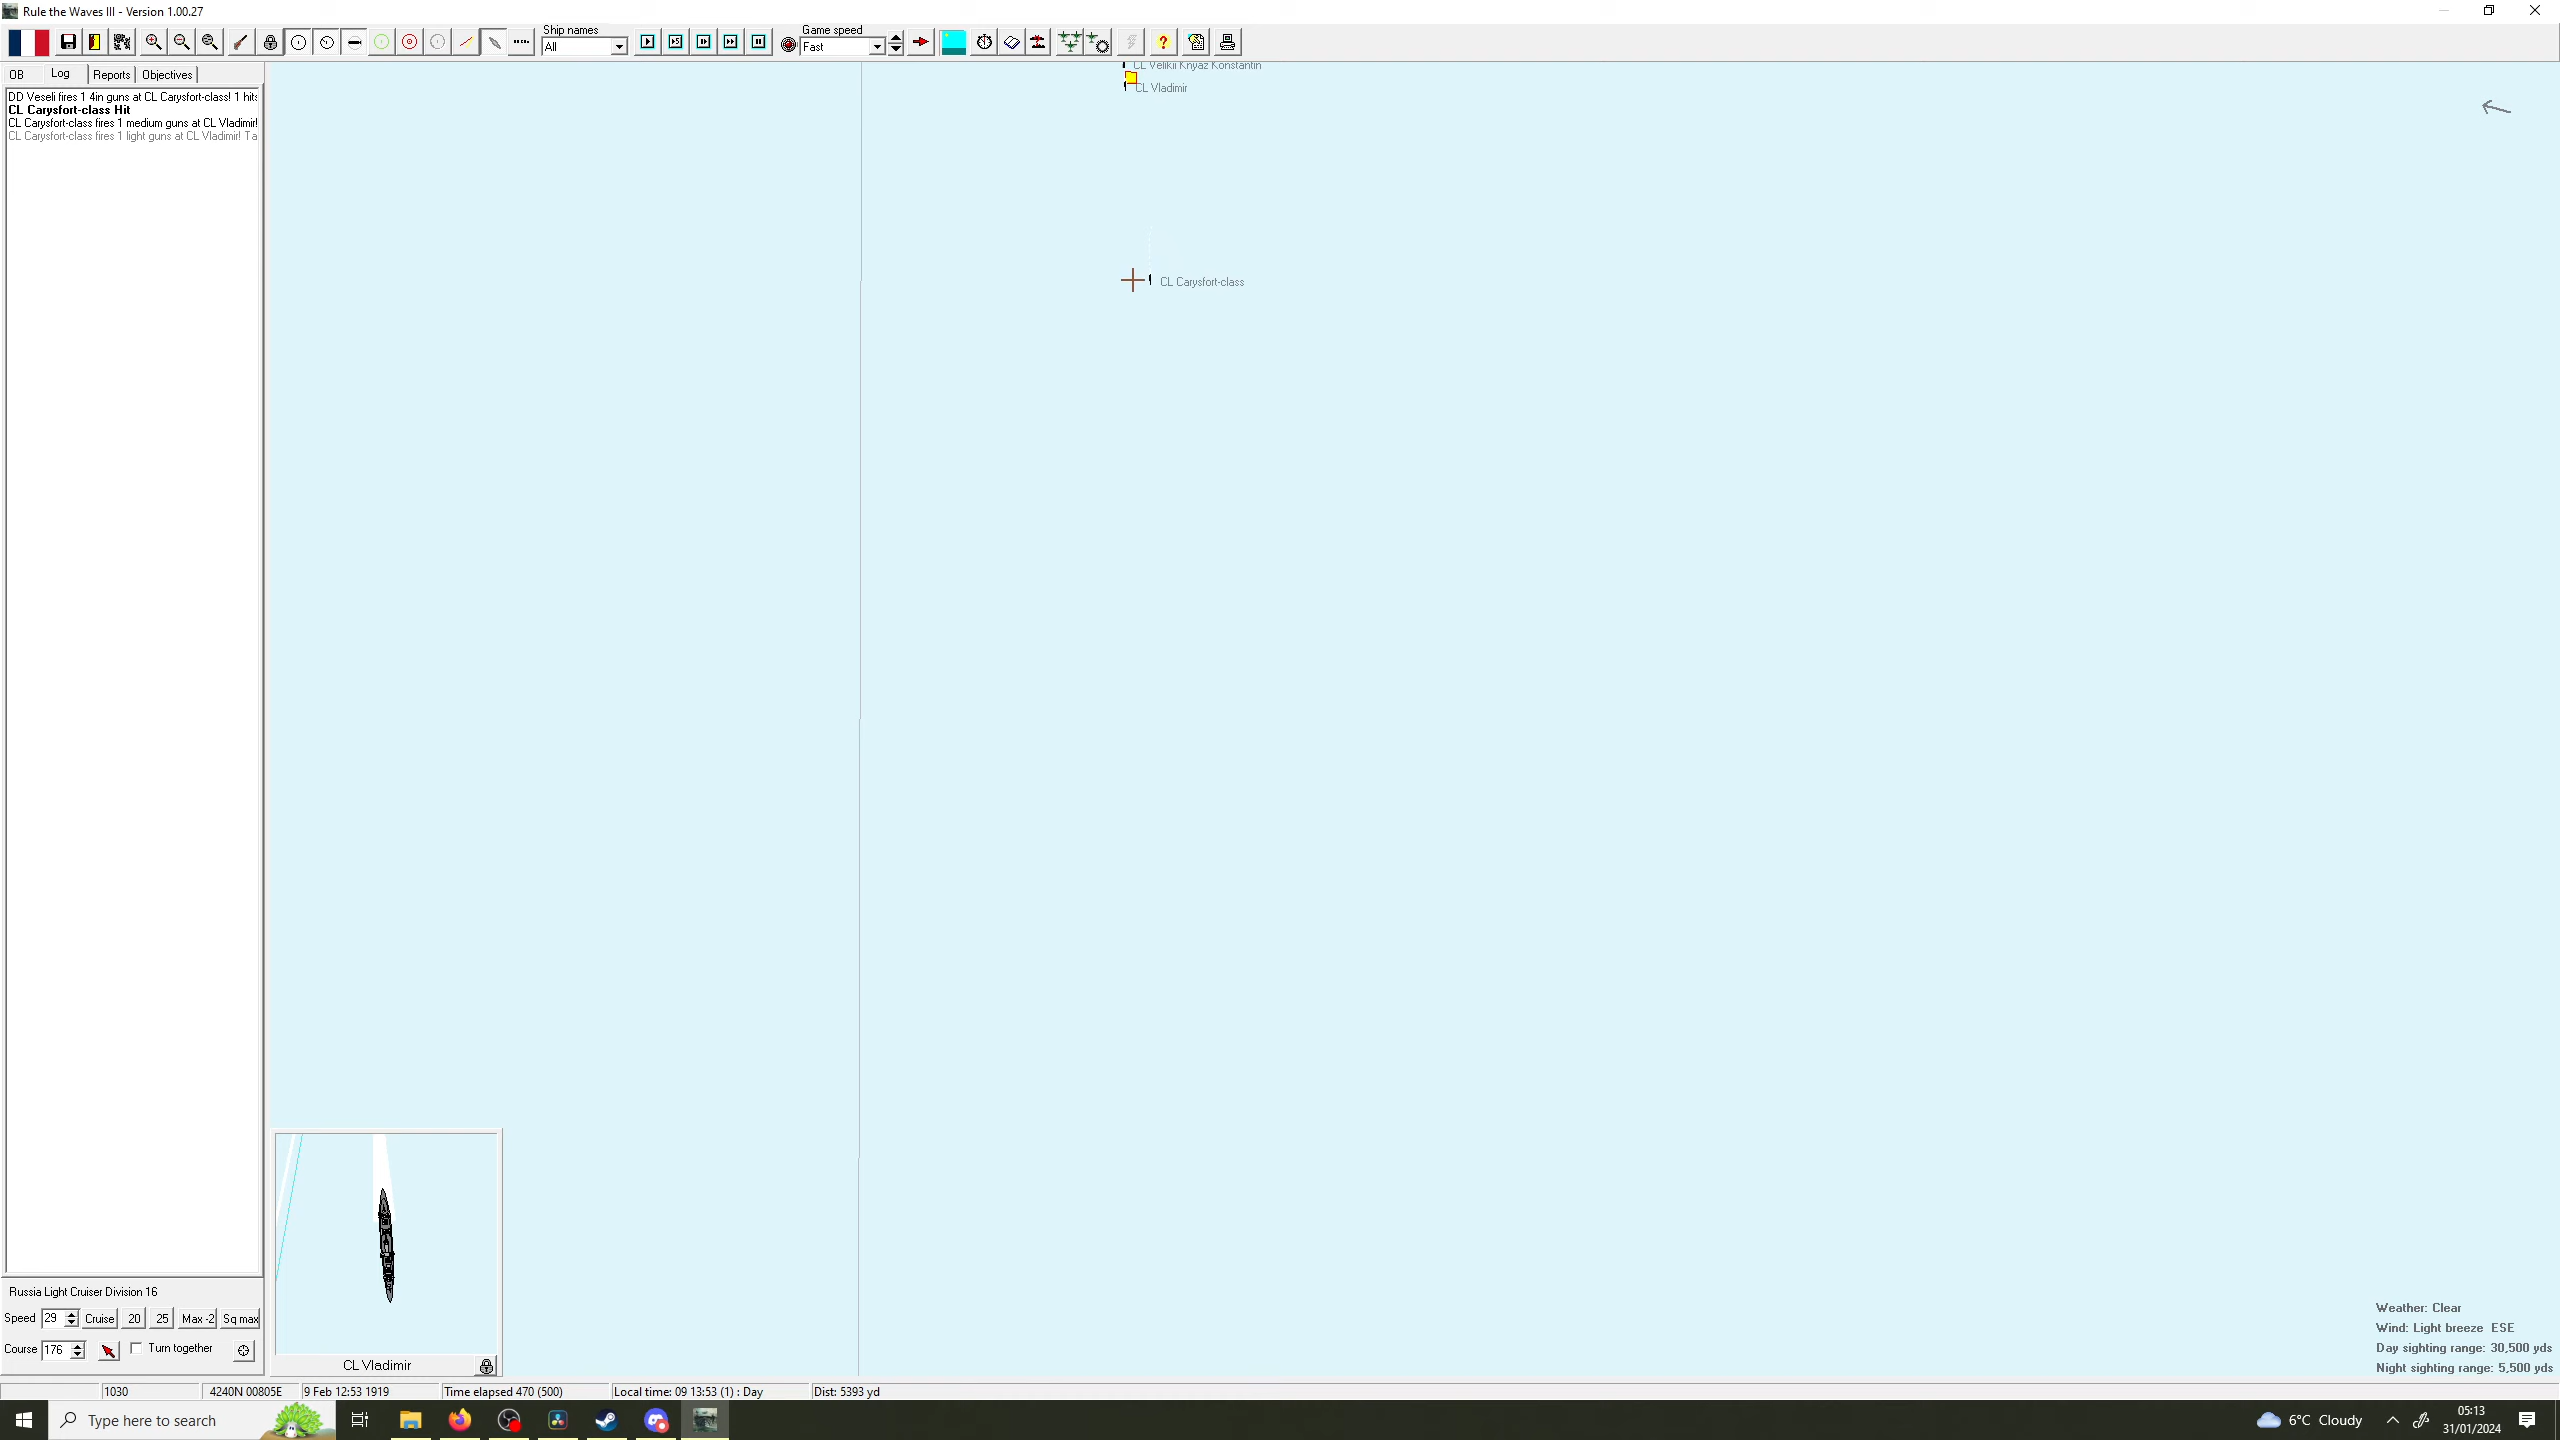 Rule the Waves III - Version 1.00.27
Ship names
All
Game speed
Fast
OB
Log
Reports
Objectives
DD Veseli fires 1 4in guns at CL Carysfort-class! 1 hits
CL Carysfort-class Hit
CL Carysfort-class fires 1 medium guns at CL Vladimir!
CL Carysfort-class fires 1 light guns at CL Vladimir! Ta
CL Velikii Knyaz Konstantin
CL Vladimir
CL Carysfort-class
Russia Light Cruiser Division 16
Speed 29 Cruise 20 25 Max -2 Sq max
Course 176 Turn together
CL Vladimir
Weather: Clear
Wind: Light breeze ESE
Day sighting range: 30,500 yds
Night sighting range: 5,500 yds
1030
4240N 00805E
9 Feb 12:53 1919
Time elapsed 470 (500)
Local time: 09 13:53 (1) : Day
Dist: 5393 yd
Type here to search
6°C Cloudy
05:13
31/01/2024